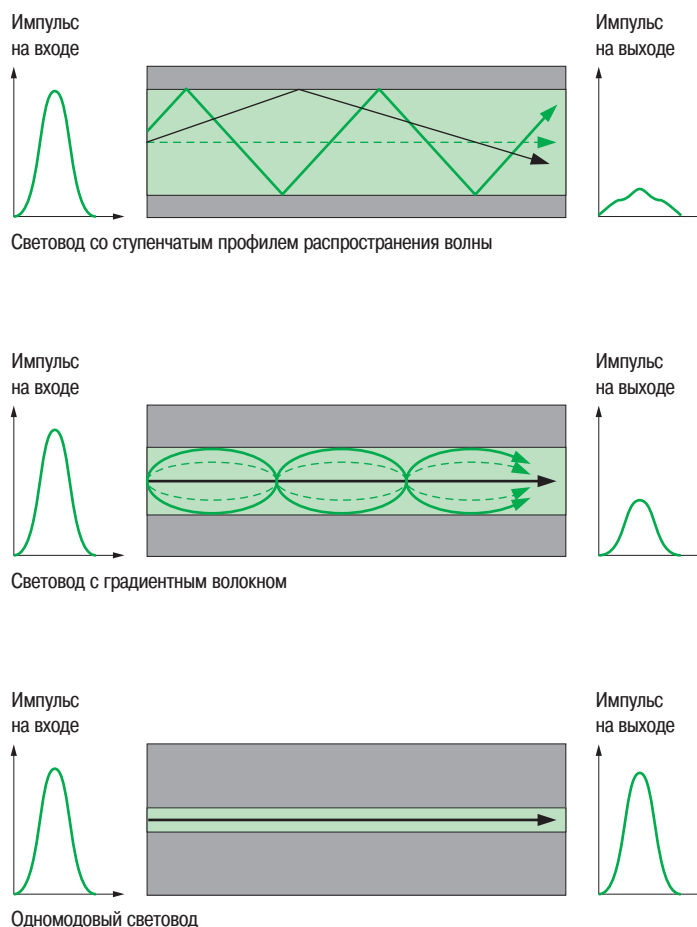 Импульс
на входе
Импульс
на выходе
Световод со ступенчатым профилем распространения волны
Импульс
на входе
Импульс
на выходе
Световод с градиентным волокном
Импульс
на входе
Импульс
на выходе
Одномодовый световод